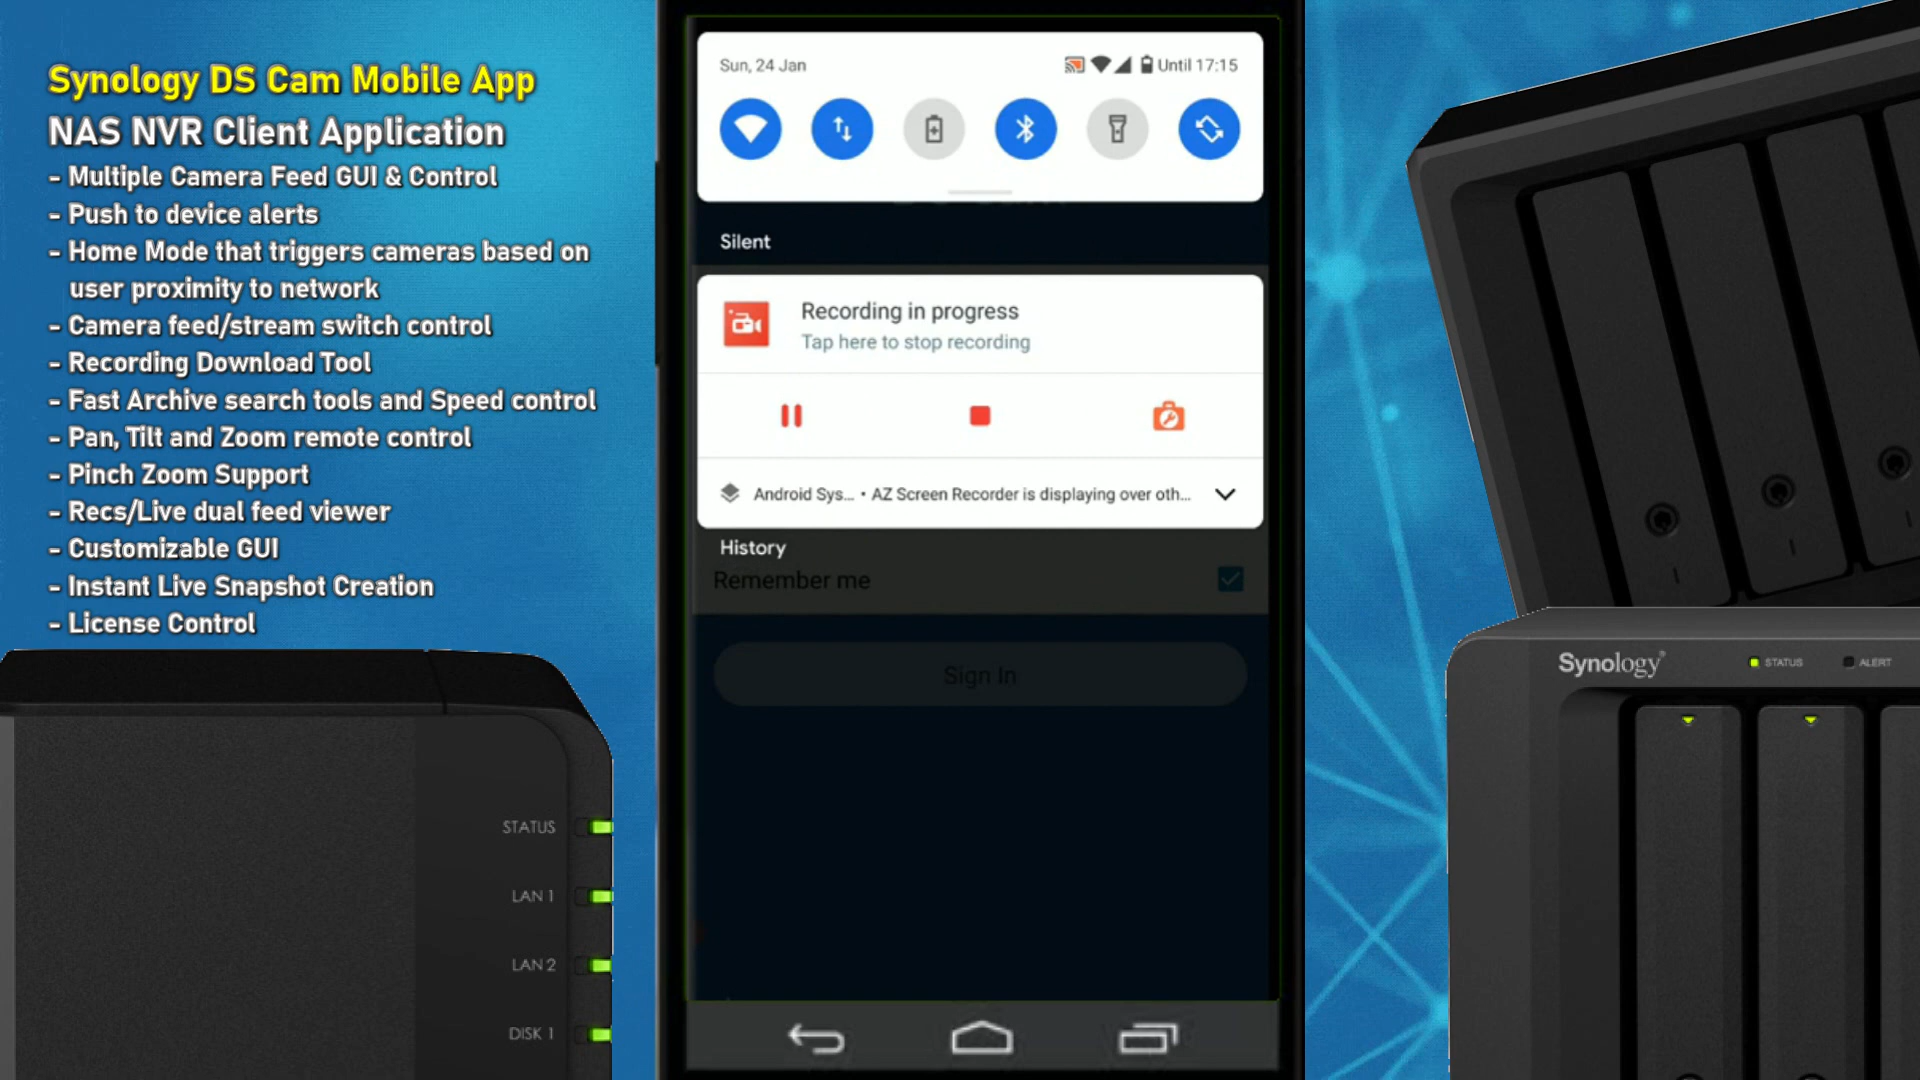 Synology DS Cam Mobile App
NAS NVR Client Application
- Multiple Camera Feed GUI & Control
- Push to device alerts
- Home Mode that triggers cameras based on
user proximity to network
- Camera feed/stream switch control
- Recording Download Tool
- Fast Archive search tools and Speed control
- Pan, Tilt and Zoom remote control
- Pinch Zoom Support
- Recs/Live dual feed viewer
- Customizable GUI
- Instant Live Snapshot Creation
- License Control
STATUS
LAN 1
LAN 2
DISK 1
Sun, 24 Jan
Until 17:15
Silent
Recording in progress
Tap here to stop recording
Android Sys... • AZ Screen Recorder is displaying over oth...
History
Remember me
Sign In
Synology®
STATUS
ALERT